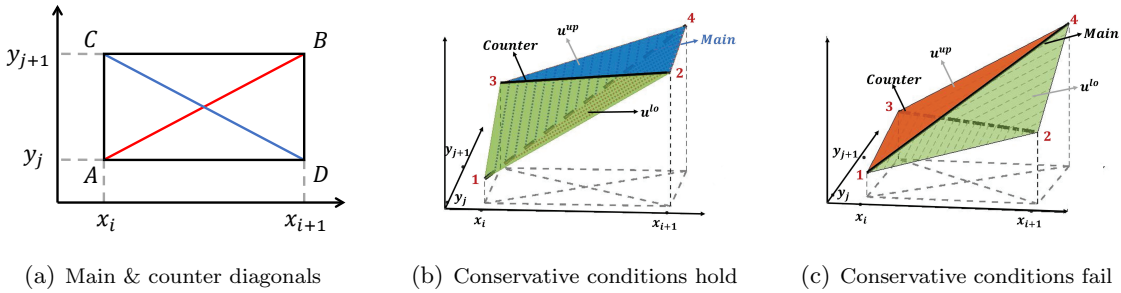 C
B
y_{j+1}
y_j
A
D
x_i
x_{i+1}
(a) Main & counter diagonals
4
u^{up}
Main
Counter
3
2
u^{lo}
y_{j+1}
1
y_j
x_i
x_{i+1}
(b) Conservative conditions hold
4
u^{up}
Main
Counter
u^{lo}
3
2
y_{j+1}
1
y_j
x_i
x_{i+1}
(c) Conservative conditions fail